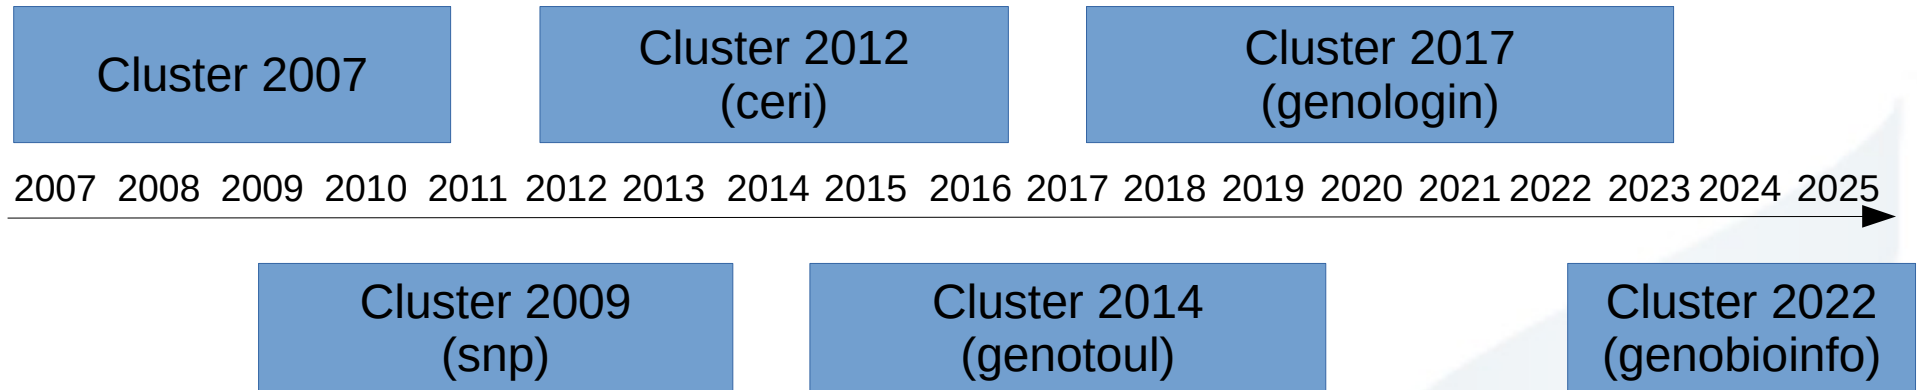 Cluster 2007
Cluster 2012
(ceri)
Cluster 2017
(genologin)
2007 2008 2009 2010 2011 2012 2013 2014 2015 2016 2017 2018 2019 2020 2021 2022 2023 2024 2025
Cluster 2009
(snp)
Cluster 2014
(genotoul)
Cluster 2022
(genobioinfo)